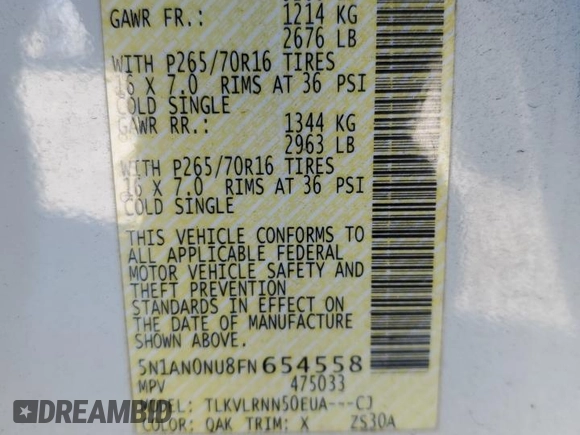 GAWR FR.: 1214 KG
2676 LB
WITH P265/70R16 TIRES
16 X 7.0 RIMS AT 36 PSI
COLD SINGLE
GAWR RR.: 1344 KG
2963 LB
WITH P265/70R16 TIRES
16 X 7.0 RIMS AT 36 PSI
COLD SINGLE
THIS VEHICLE CONFORMS TO
ALL APPLICABLE FEDERAL
MOTOR VEHICLE SAFETY AND
THEFT PREVENTION
STANDARDS IN EFFECT ON
THE DATE OF MANUFACTURE
SHOWN ABOVE.
5N1AN0NU8FN654558
MPV 475033
MODEL: TLKVLRNN50EUA---CJ
COLOR: QAK TRIM: X ZS30A
DREAMBID